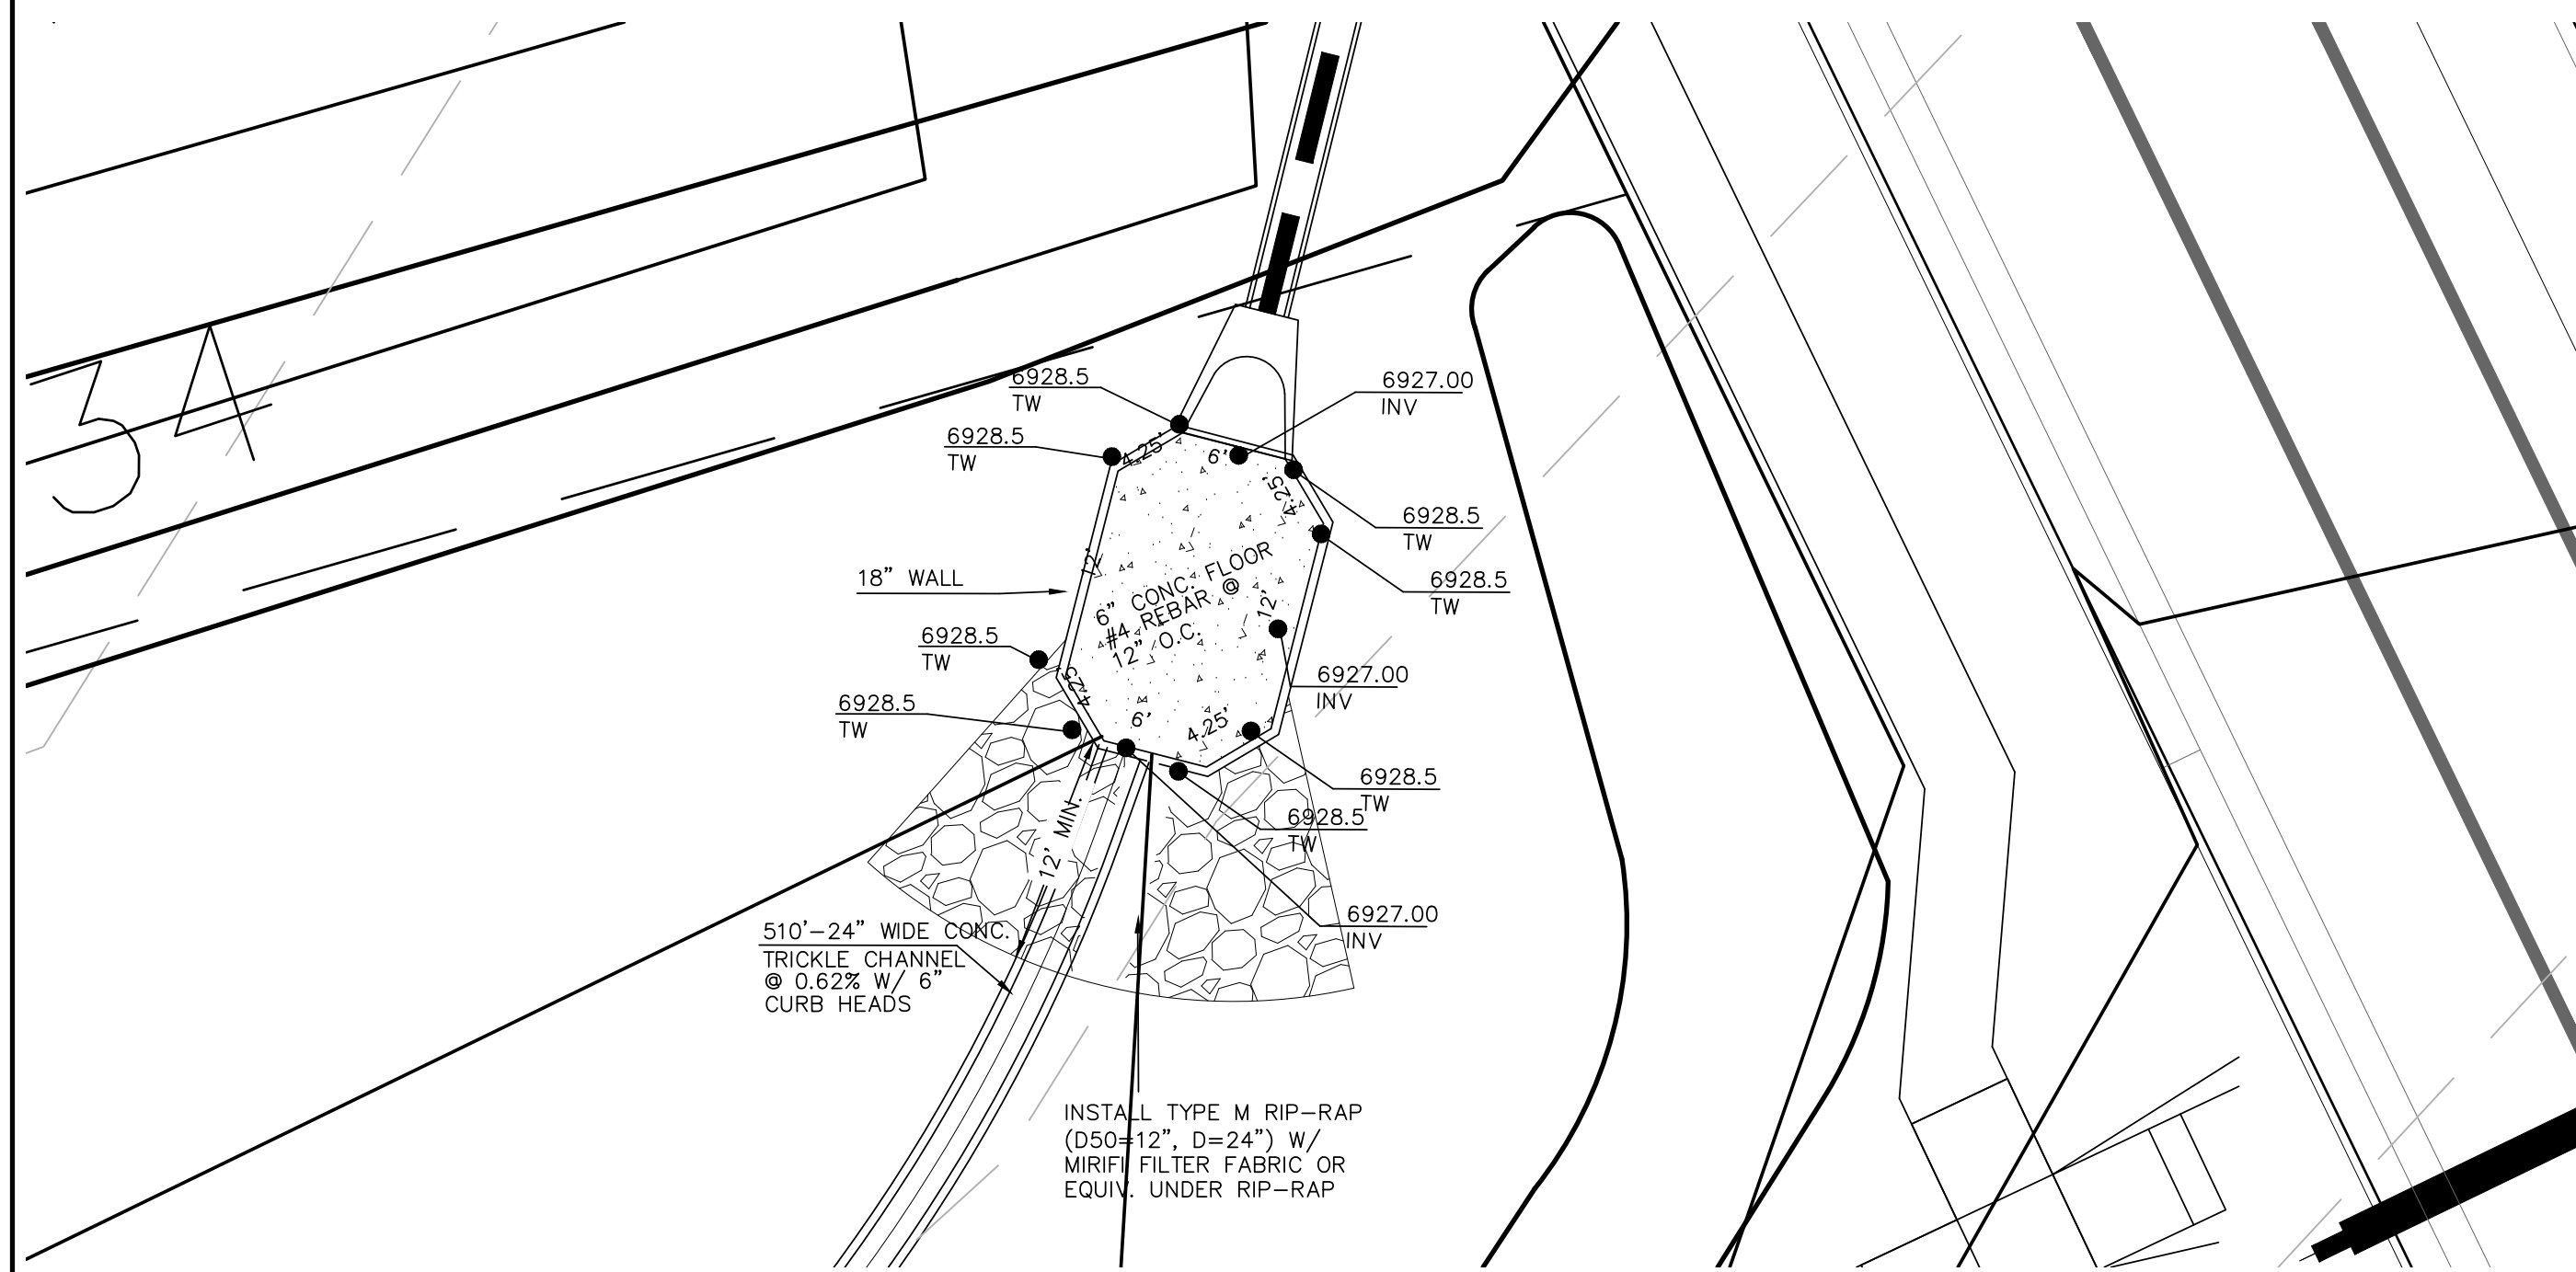 34
6928.5
TW
6927.00
INV
6928.5
TW
4.25'
6'
4.25'
6928.5
TW
12'
18" WALL
6" CONC. FLOOR
#4 REBAR @
12" O.C.
12'
6928.5
TW
6928.5
TW
4.25'
6927.00
INV
6928.5
TW
6'
4.25'
6928.5
TW
6928.5
TW
12' MIN.
6927.00
INV
510'-24" WIDE CONC.
TRICKLE CHANNEL
@ 0.62% W/ 6"
CURB HEADS
INSTALL TYPE M RIP-RAP
(D50=12", D=24") W/
MIRIFI FILTER FABRIC OR
EQUIV. UNDER RIP-RAP